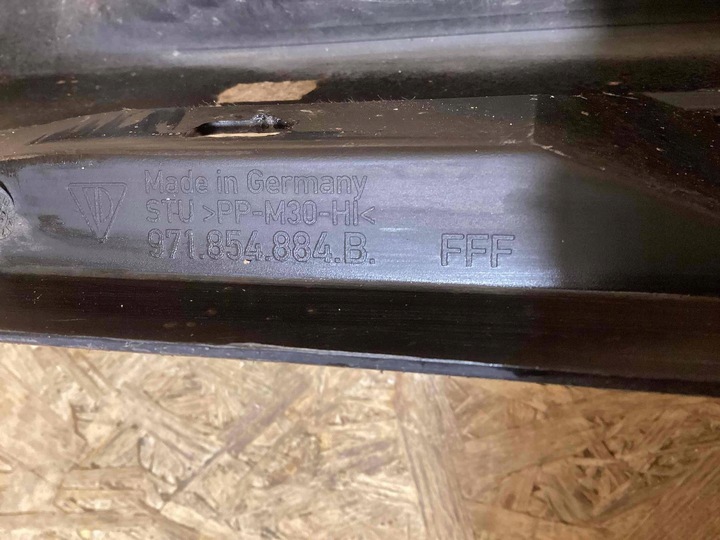 Made in Germany
STU >PP-M30-HI<
971.854.884.B. FFF